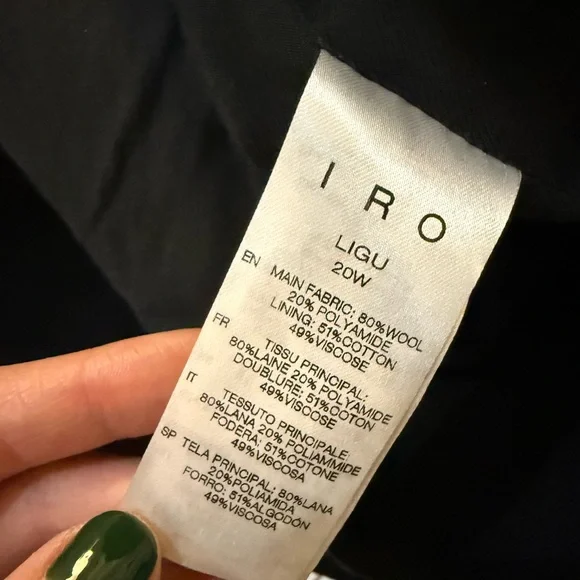 IRO
LIGU
20W
EN MAIN FABRIC: 80%WOOL
20%POLYAMIDE
LINING: 51%COTTON
49%VISCOSE
FR TISSU PRINCIPAL:
80%LAINE 20% POLYAMIDE
DOUBLURE: 51%COTON
49%VISCOSE
IT TESSUTO PRINCIPALE:
80%LANA 20% POLIAMMIDE
FODERA: 51%COTONE
49%VISCOSA
SP TELA PRINCIPAL: 80%LANA
20%POLIAMIDA
FORRO: 51%ALGODÓN
49%VISCOSA